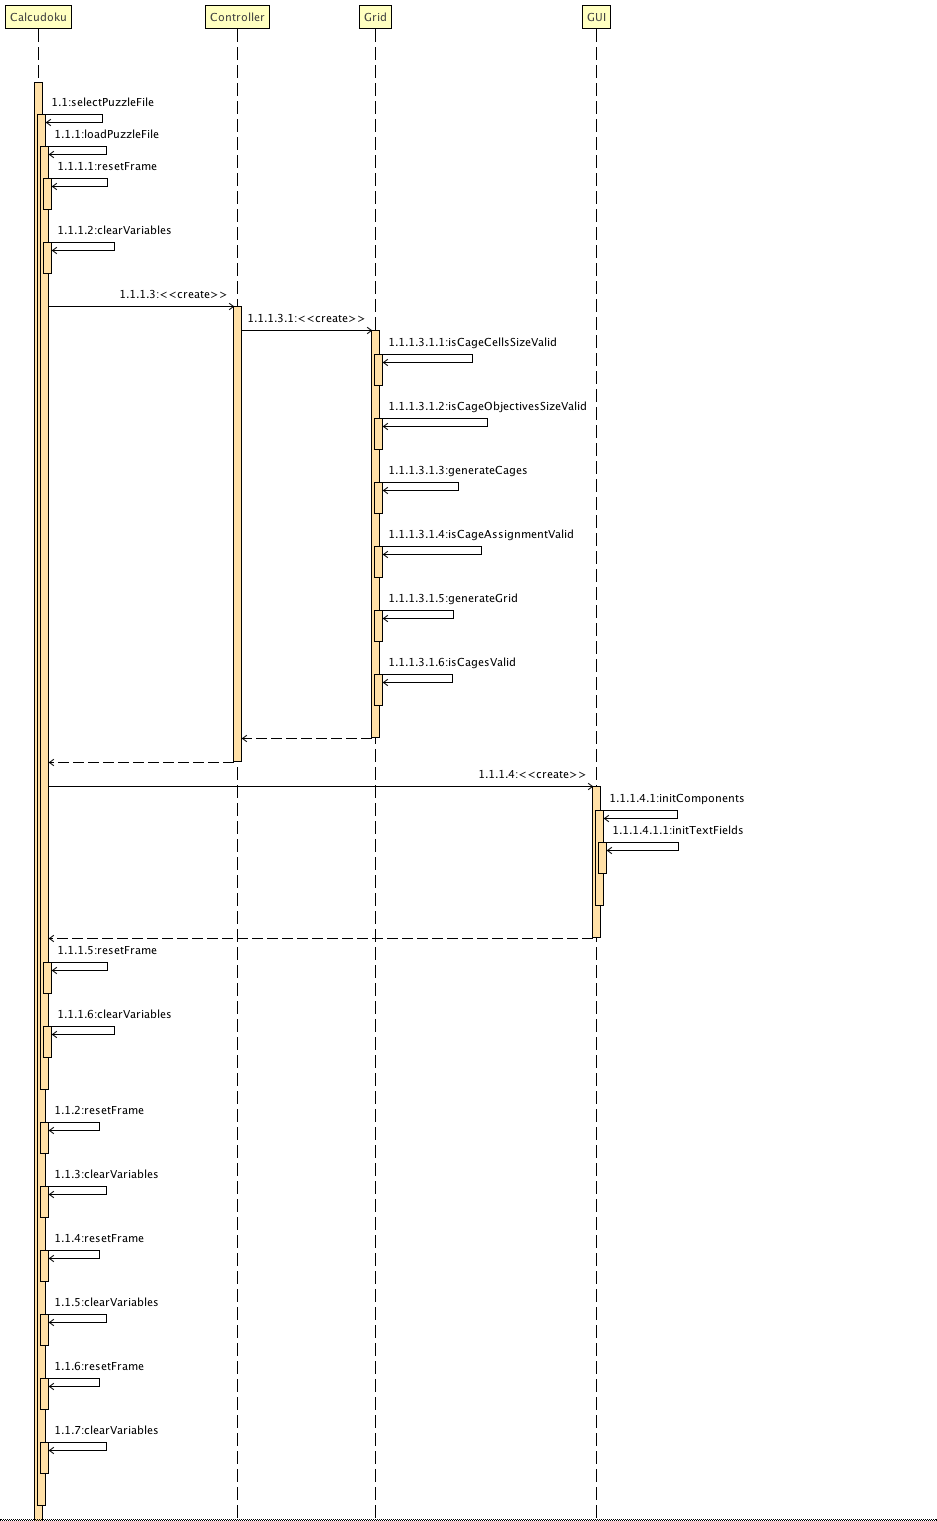 Calcudoku
Controller
Grid
GUI
1.1:selectPuzzleFile
1.1.1:loadPuzzleFile
1.1.1.1:resetFrame
1.1.1.2:clearVariables
1.1.1.3:<<create>>
1.1.1.3.1:<<create>>
1.1.1.3.1.1:isCageCellsSizeValid
1.1.1.3.1.2:isCageObjectivesSizeValid
1.1.1.3.1.3:generateCages
1.1.1.3.1.4:isCageAssignmentValid
1.1.1.3.1.5:generateGrid
1.1.1.3.1.6:isCagesValid
1.1.1.4:<<create>>
1.1.1.4.1:initComponents
1.1.1.4.1.1:initTextFields
1.1.1.5:resetFrame
1.1.1.6:clearVariables
1.1.2:resetFrame
1.1.3:clearVariables
1.1.4:resetFrame
1.1.5:clearVariables
1.1.6:resetFrame
1.1.7:clearVariables